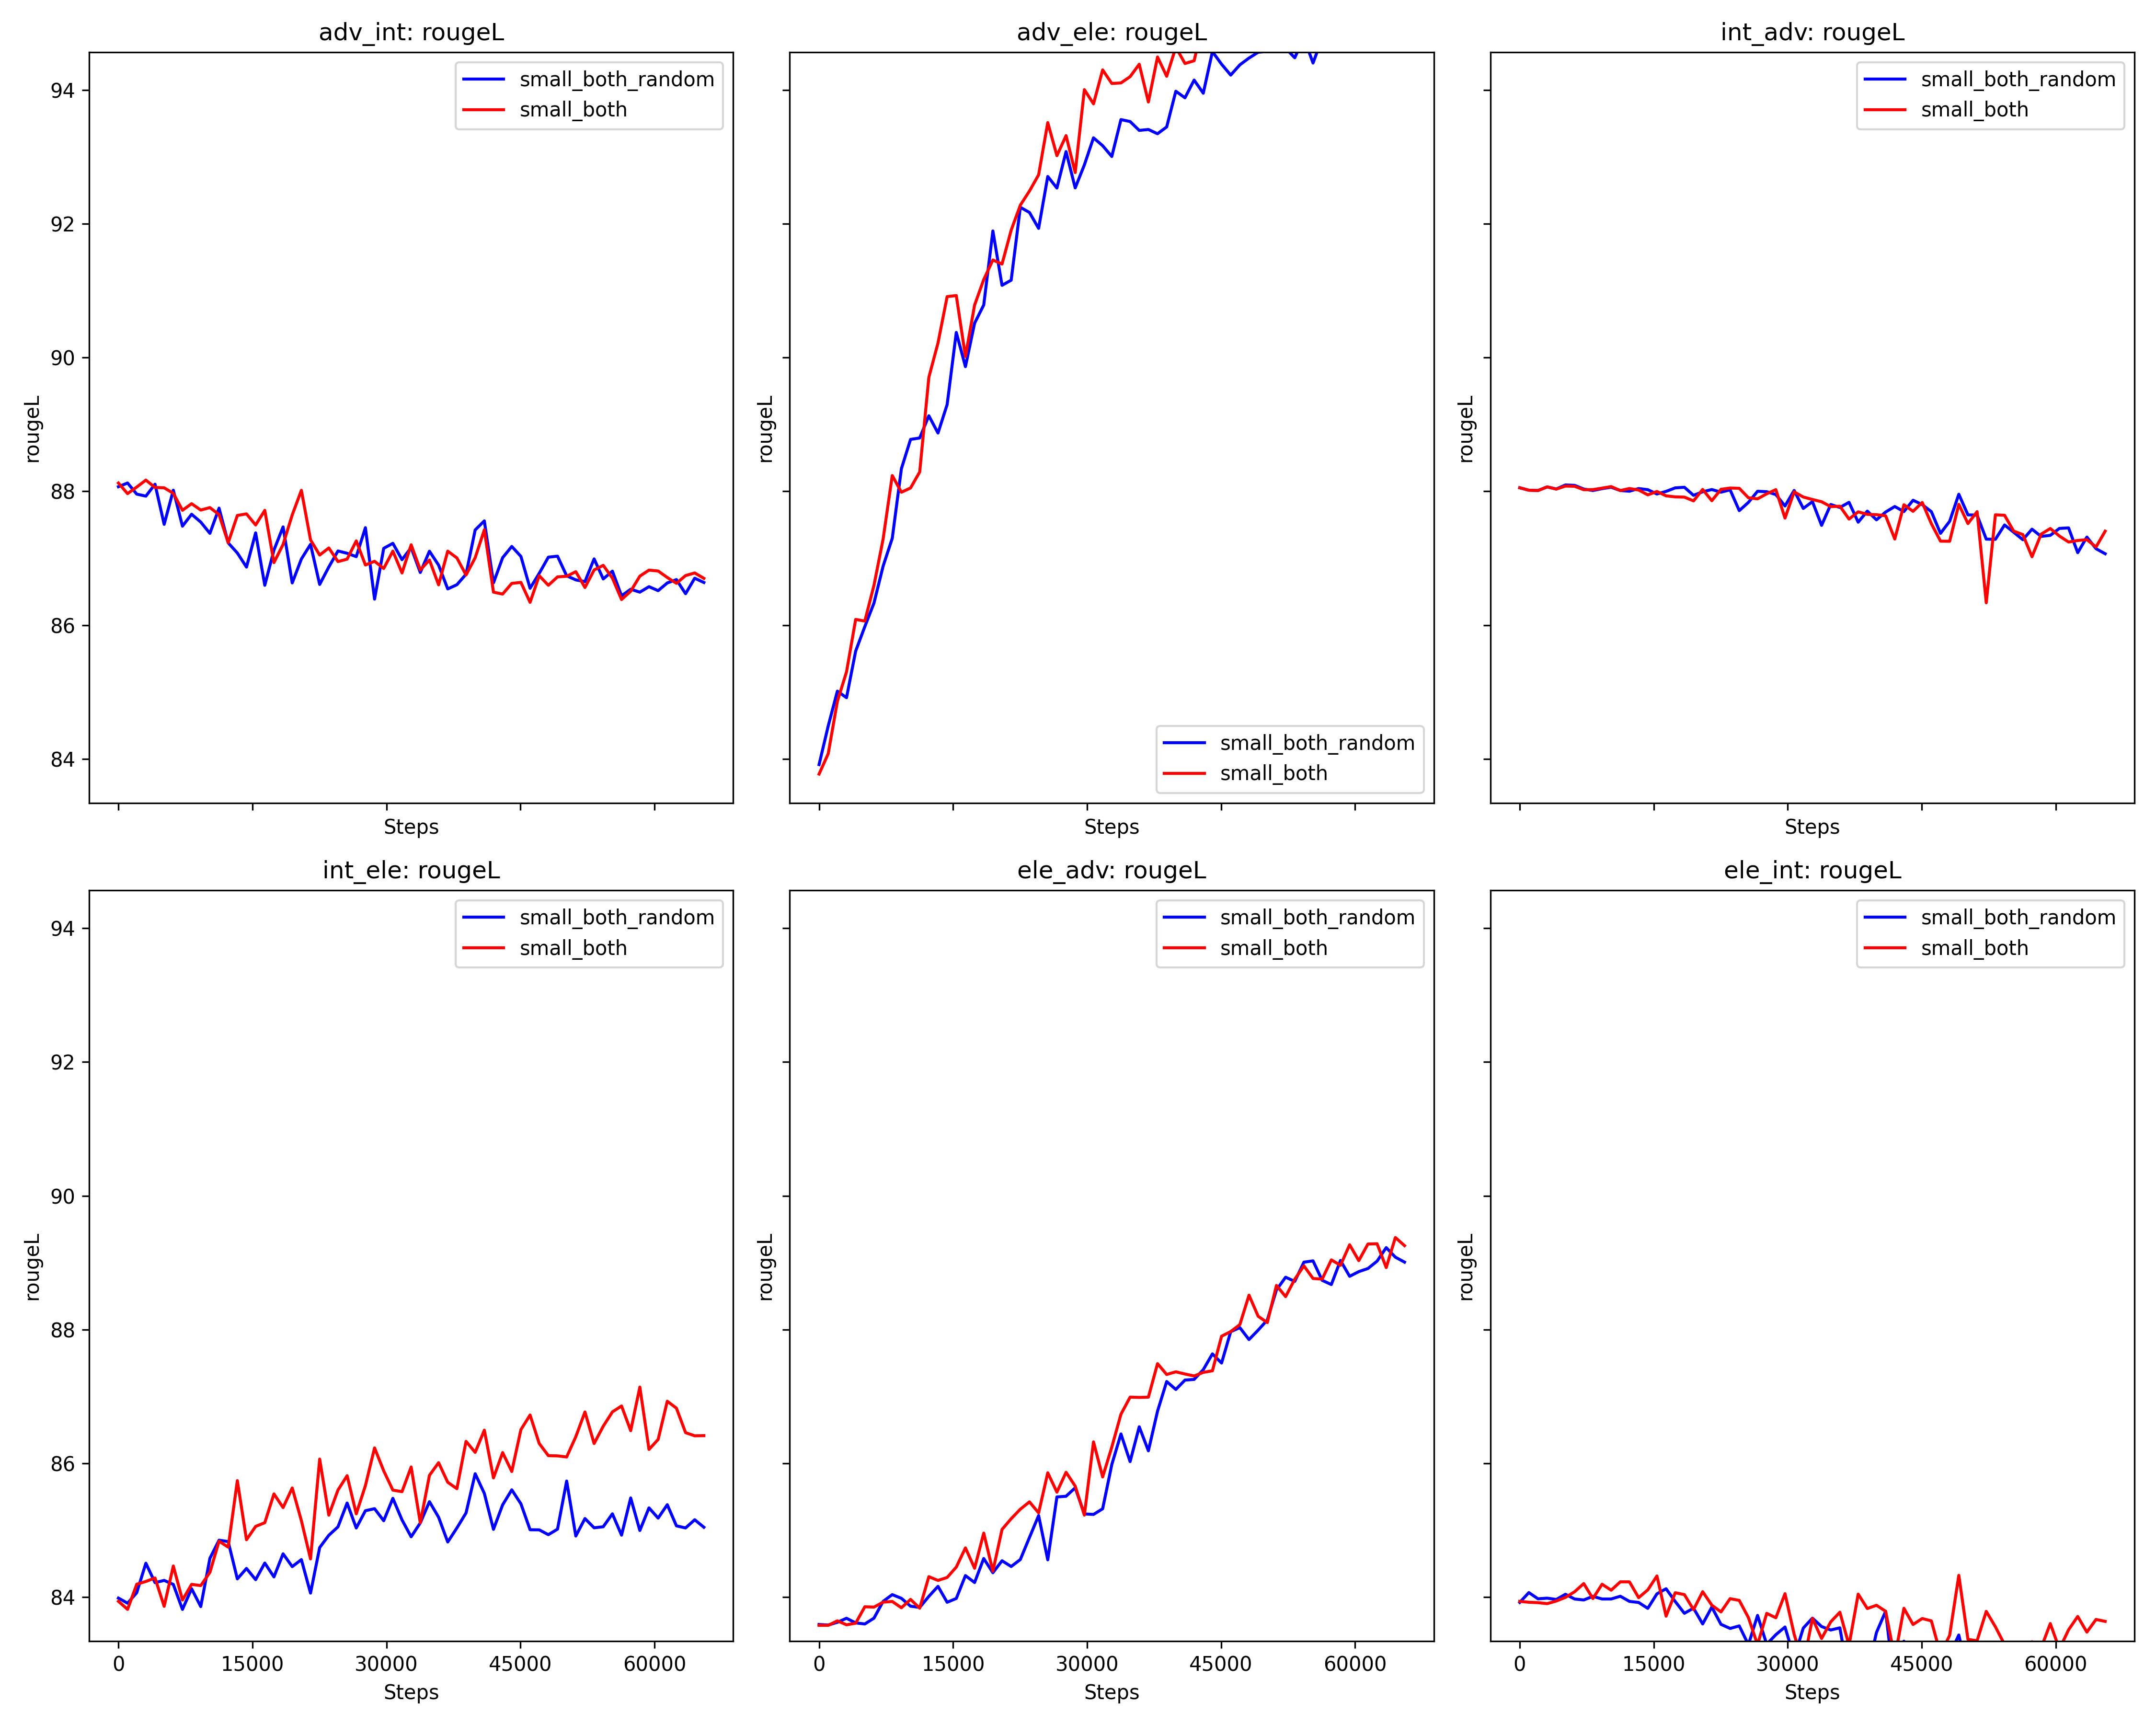 adv_int: rougeL
94
92
90
88
86
84
rougeL
Steps
small_both_random
small_both
adv_ele: rougeL
rougeL
Steps
small_both_random
small_both
int_adv: rougeL
rougeL
Steps
small_both_random
small_both
int_ele: rougeL
94
92
90
88
86
84
rougeL
0 15000 30000 45000 60000
Steps
small_both_random
small_both
ele_adv: rougeL
rougeL
0 15000 30000 45000 60000
Steps
small_both_random
small_both
ele_int: rougeL
rougeL
0 15000 30000 45000 60000
Steps
small_both_random
small_both